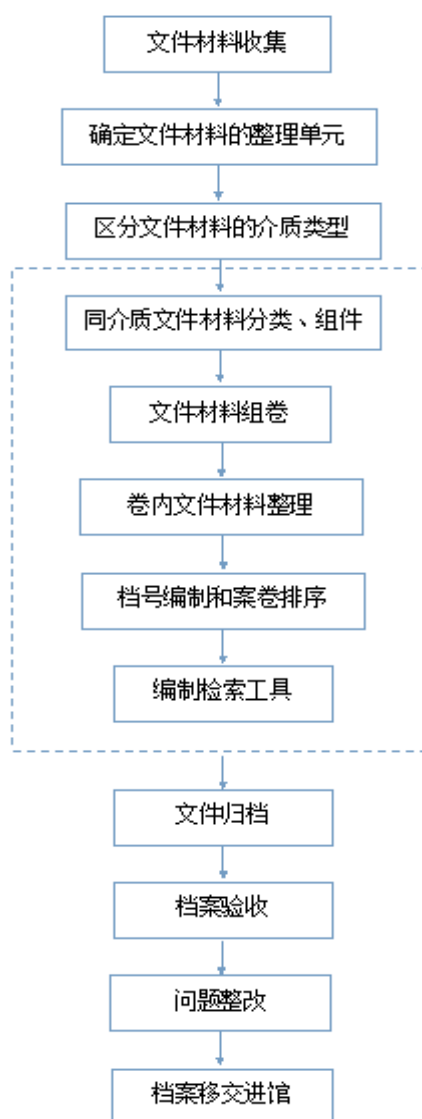 文件材料收集
确定文件材料的整理单元
区分文件材料的介质类型
同介质文件材料分类、组件
文件材料组卷
卷内文件材料整理
档号编制和案卷排序
编制检索工具
文件归档
档案验收
问题整改
档案移交进馆